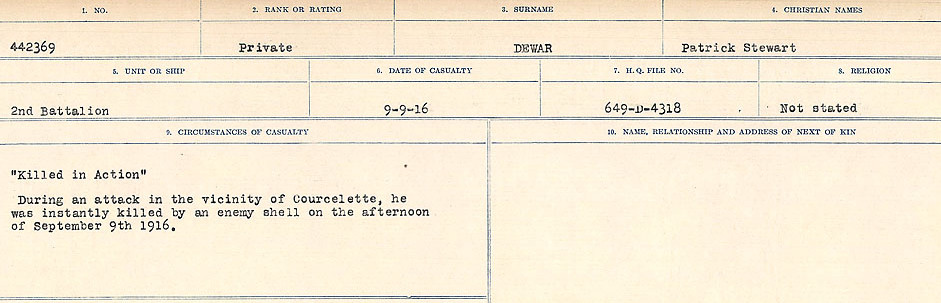 1. NO. 2. RANK OR RATING 3. SURNAME 4. CHRISTIAN NAMES
442369 Private DEWAR Patrick Stewart
5. UNIT OR SHIP 6. DATE OF CASUALTY 7. H.Q. FILE NO. 8. RELIGION
2nd Battalion 9-9-16 649-D-4318 Not stated
9. CIRCUMSTANCES OF CASUALTY 10. NAME, RELATIONSHIP AND ADDRESS OF NEXT OF KIN
"Killed in Action"
During an attack in the vicinity of Courcelette, he
was instantly killed by an enemy shell on the afternoon
of September 9th 1916.